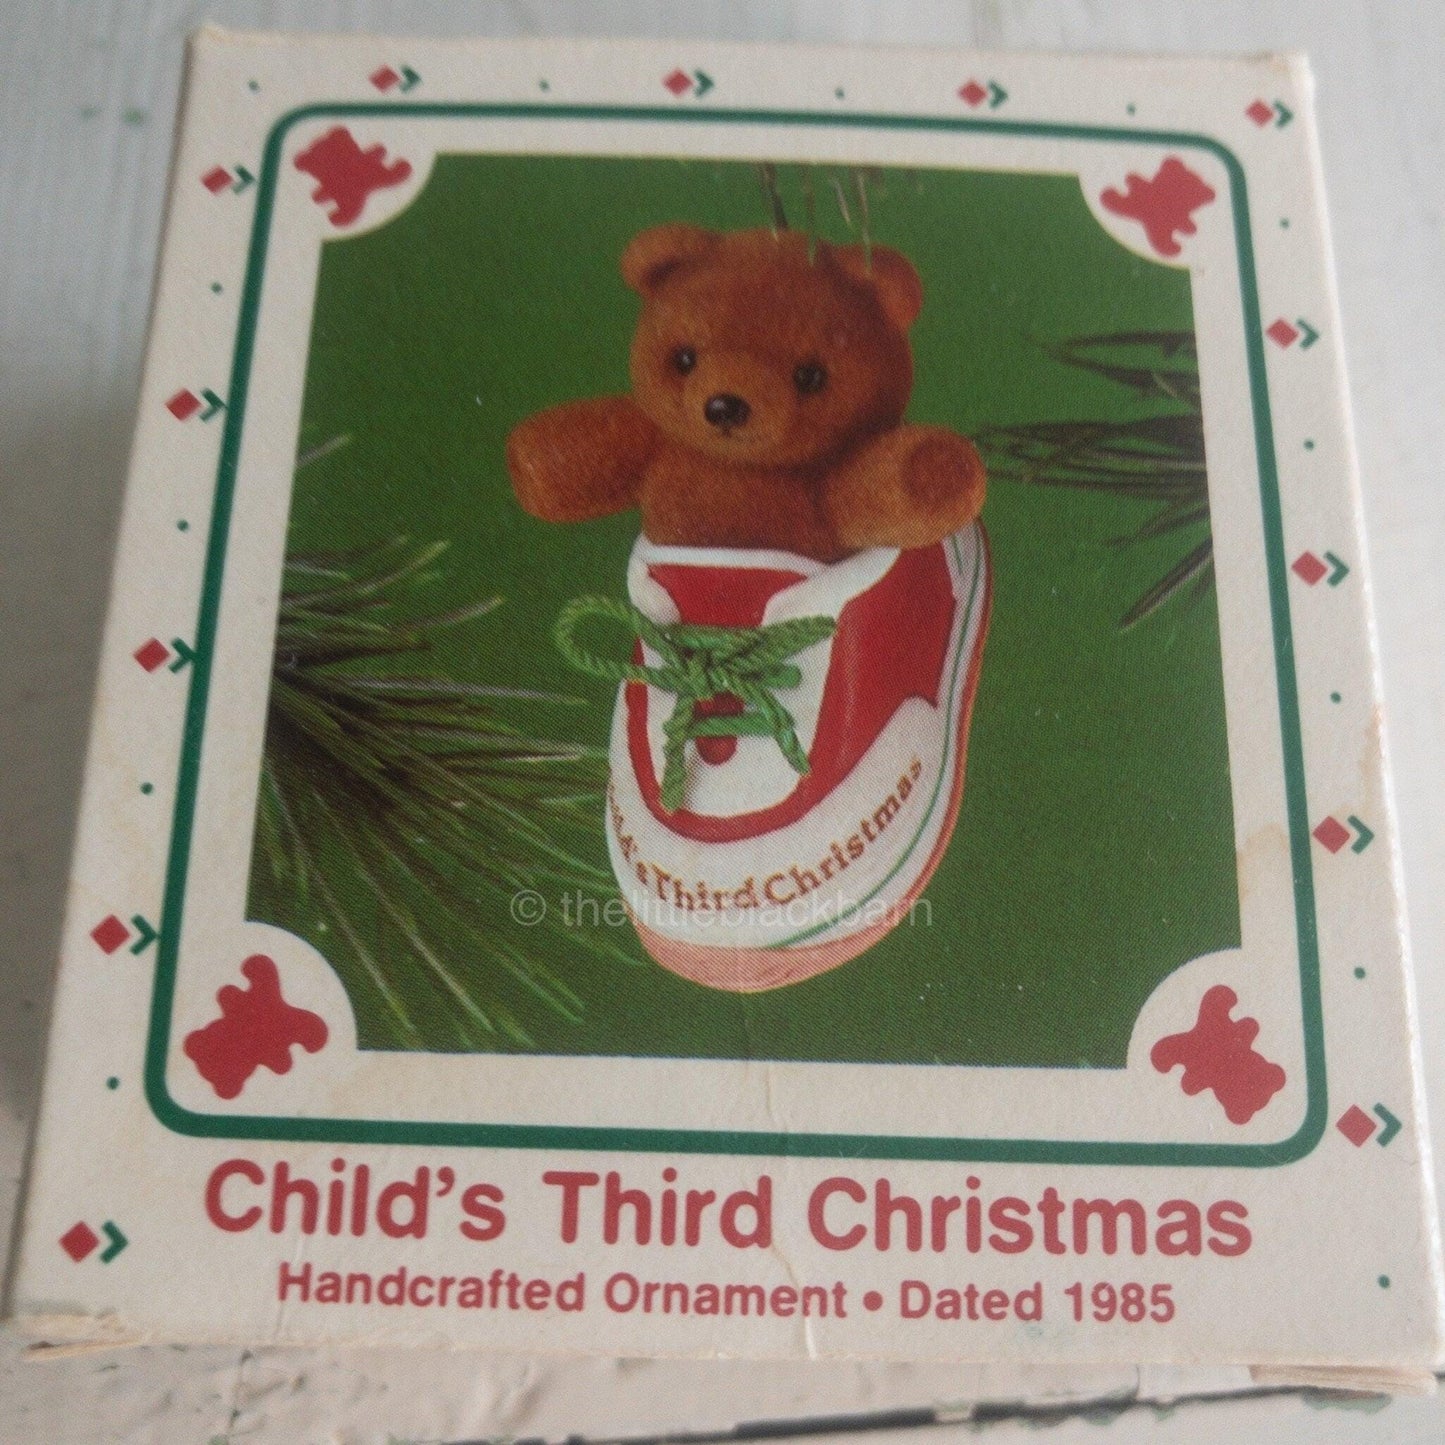 's Third Christmas
© thelittleblackbarn
Child's Third Christmas
Handcrafted Ornament • Dated 1985